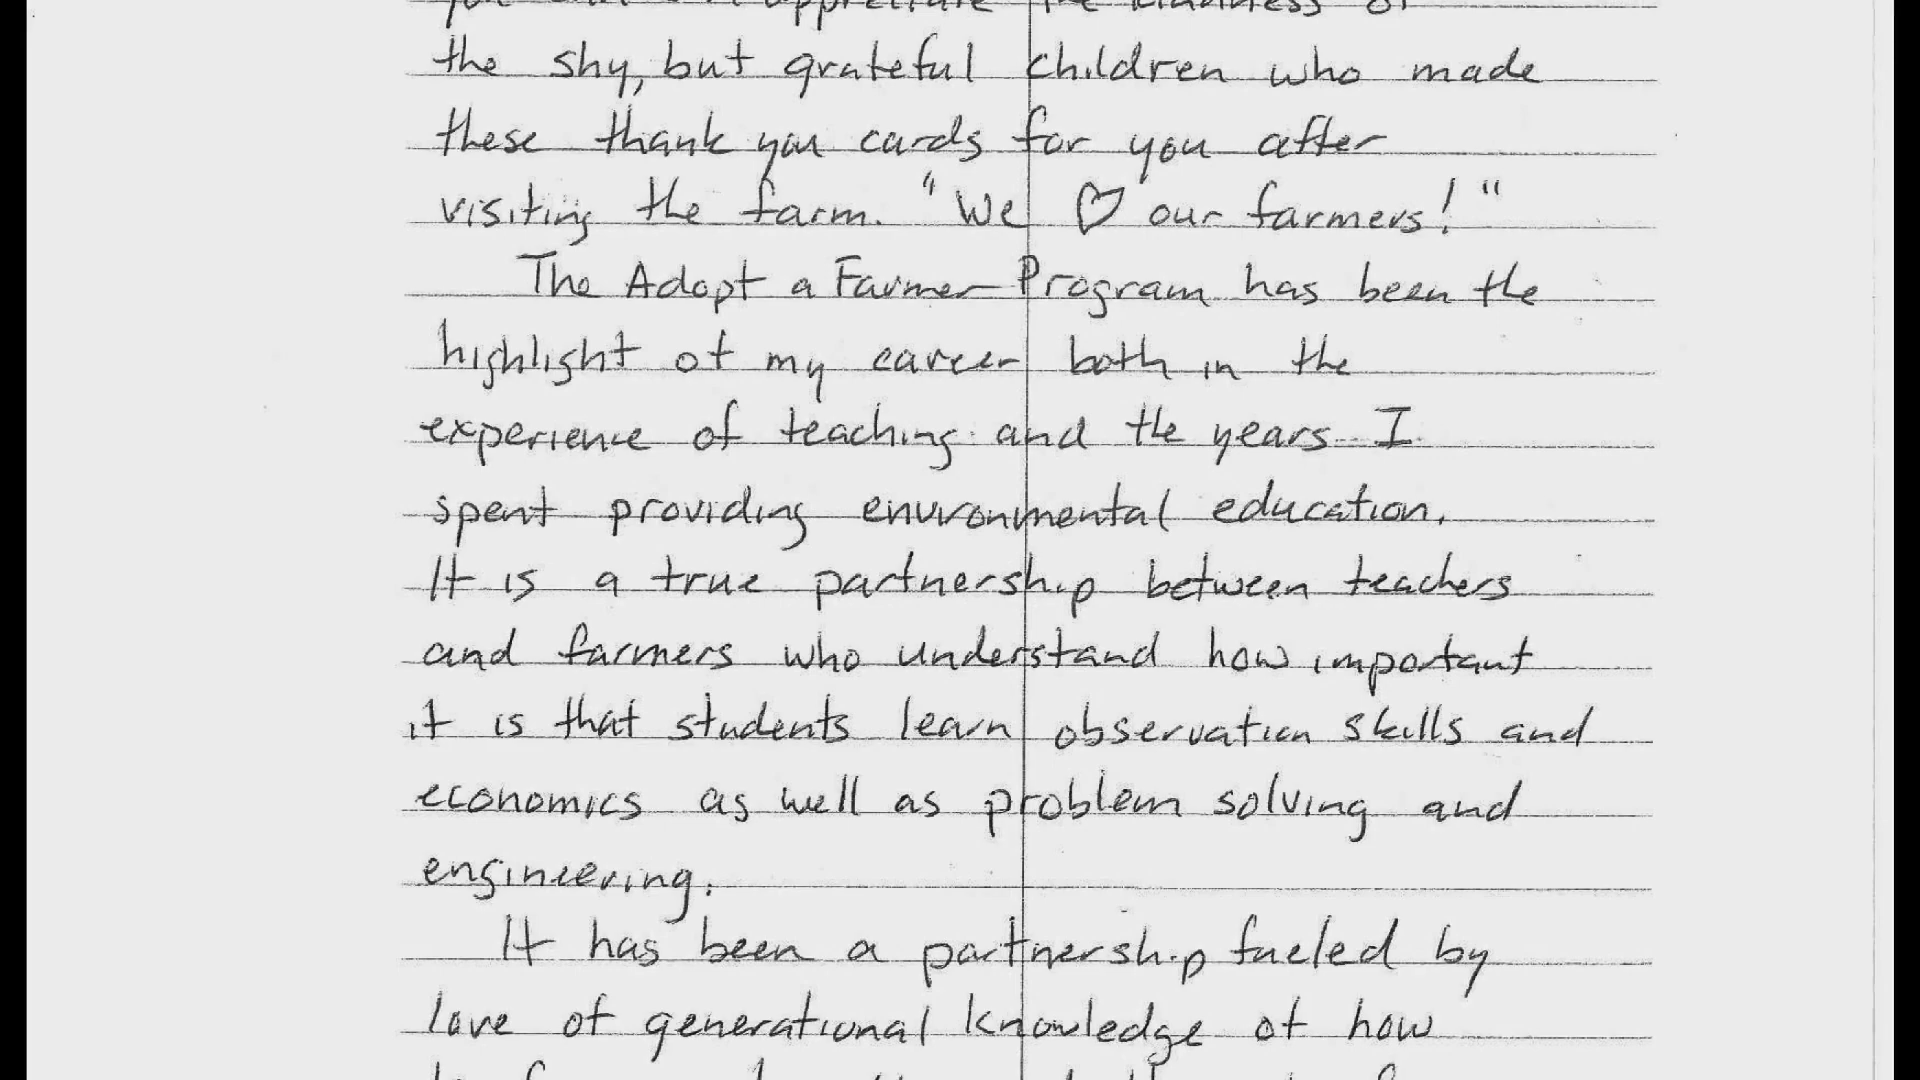 appreciate the kindness of
the shy, but grateful children who made
these thank you cards for you after
visiting the farm. "We ♡ our farmers!"
The Adopt a Farmer Program has been the
highlight of my career both in the
experience of teaching and the years I
spent providing environmental education.
It is a true partnership between teachers
and farmers who understand how important
it is that students learn observation skills and
economics as well as problem solving and
engineering.
It has been a partnership fueled by
love of generational knowledge of how